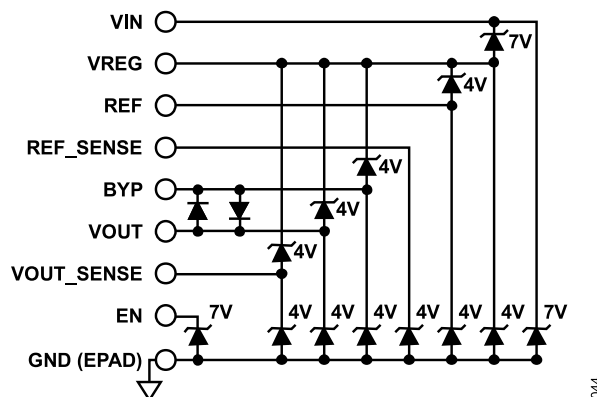 VIN
7V
VREG
4V
REF
REF_SENSE
4V
BYP
4V
VOUT
4V
VOUT_SENSE
EN
7V 4V 4V 4V 4V 4V 4V 7V
GND (EPAD)
044